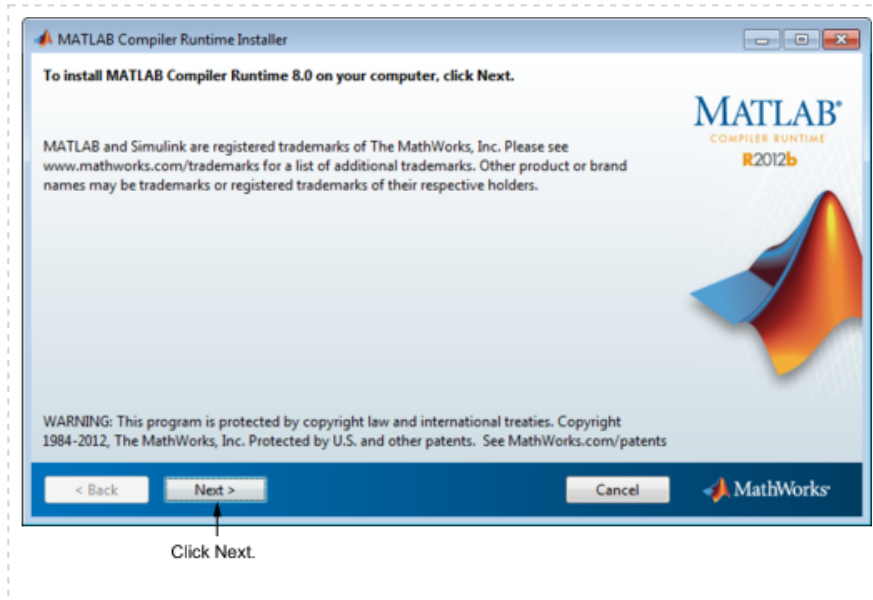 MATLAB Compiler Runtime Installer
To install MATLAB Compiler Runtime 8.0 on your computer, click Next.
MATLAB®
COMPILER RUNTIME
R2012b
MATLAB and Simulink are registered trademarks of The MathWorks, Inc. Please see
www.mathworks.com/trademarks for a list of additional trademarks. Other product or brand
names may be trademarks or registered trademarks of their respective holders.
WARNING: This program is protected by copyright law and international treaties. Copyright
1984-2012, The MathWorks, Inc. Protected by U.S. and other patents. See MathWorks.com/patents
< Back
Next >
Cancel
MathWorks®
Click Next.